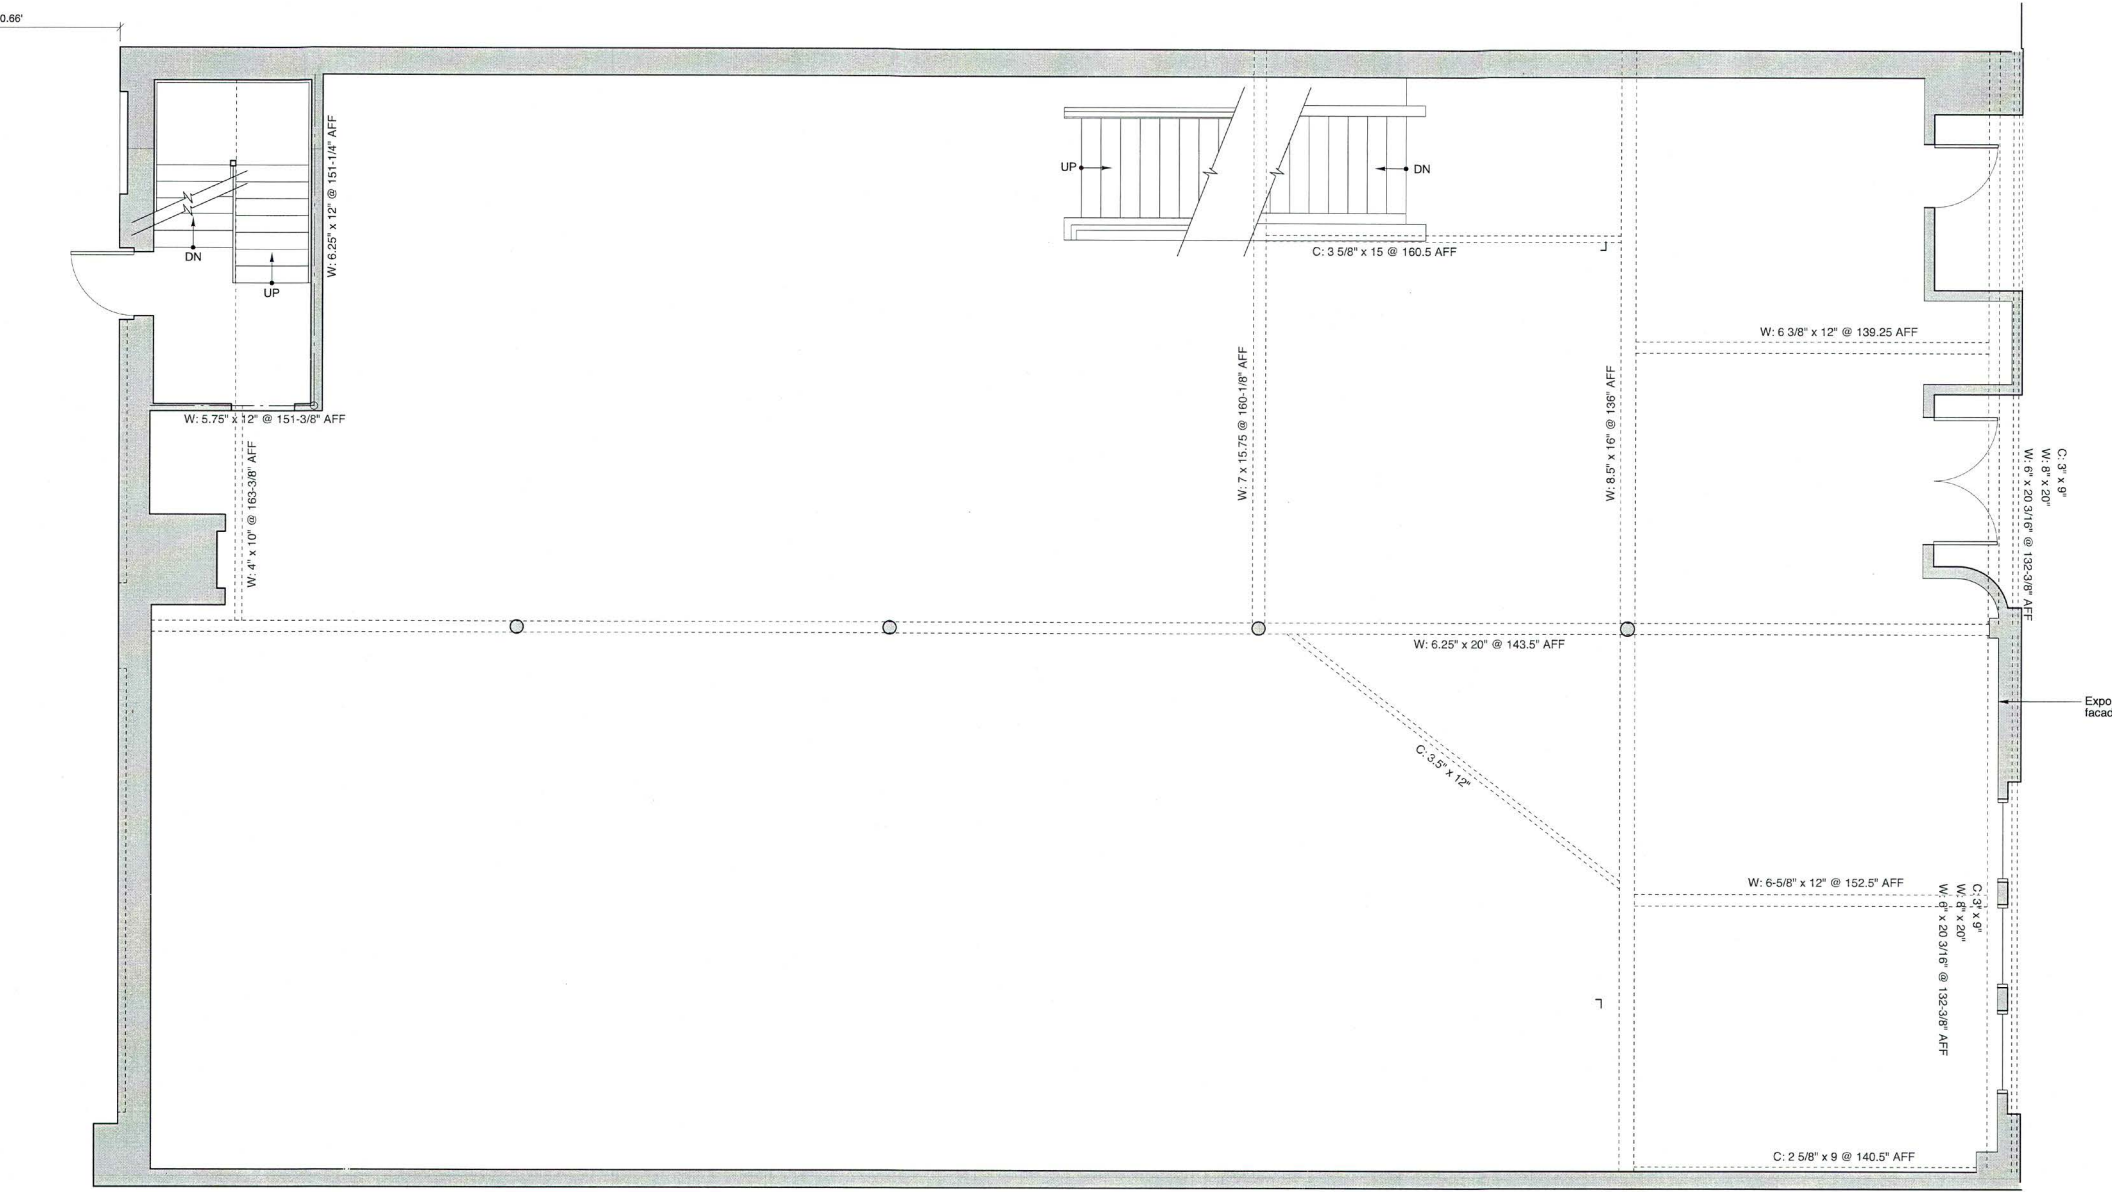 0.66'
W: 6.25" x 12" @ 151-1/4" AFF
UP
DN
DN
UP
C: 3 5/8" x 15 @ 160.5 AFF
W: 6 3/8" x 12" @ 139.25 AFF
W: 7 x 15.75 @ 160-1/8" AFF
W: 8.5" x 16" @ 136" AFF
W: 5.75" x 12" @ 151-3/8" AFF
W: 4" x 10" @ 163-3/8" AFF
C: 3" x 9"
W: 8" x 20"
W: 6" x 20 3/16" @ 132-3/8" AFF
W: 6.25" x 20" @ 143.5" AFF
Expo
facad
C: 3.5" x 12"
W: 6-5/8" x 12" @ 152.5" AFF
C: 3" x 9"
W: 8" x 20"
W: 6" x 20 3/16" @ 132-3/8" AFF
C: 2 5/8" x 9 @ 140.5" AFF